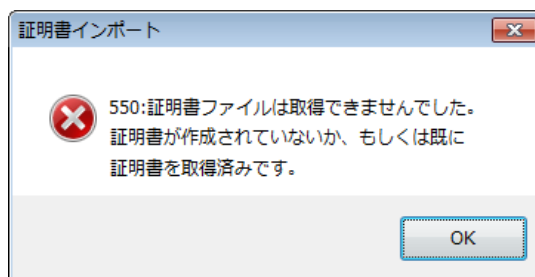 証明書インポート
550:証明書ファイルは取得できませんでした。
証明書が作成されていないか、もしくは既に
証明書を取得済みです。
OK